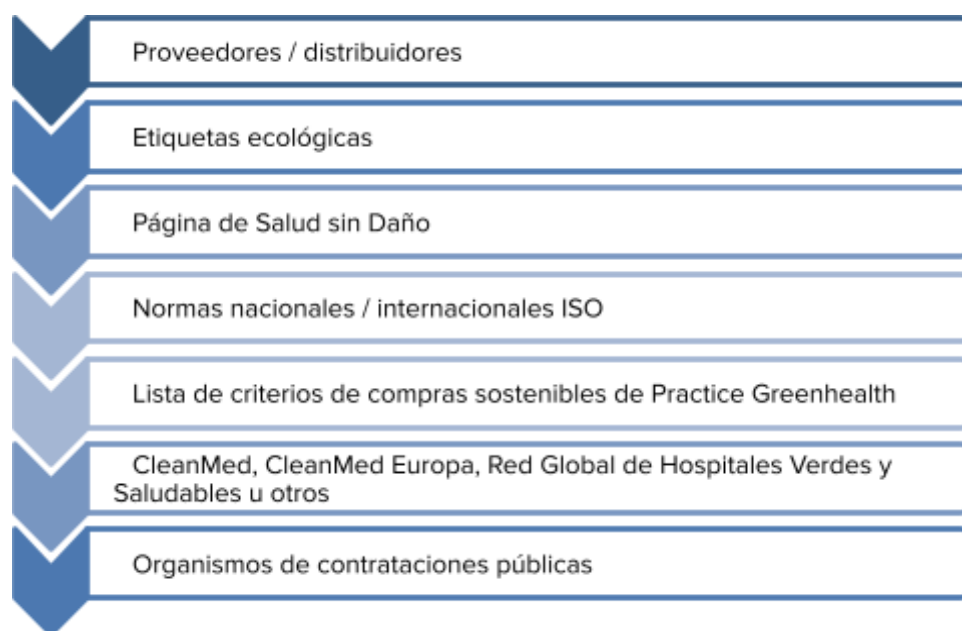 Proveedores / distribuidores
Etiquetas ecológicas
Página de Salud sin Daño
Normas nacionales / internacionales ISO
Lista de criterios de compras sostenibles de Practice Greenhealth
CleanMed, CleanMed Europa, Red Global de Hospitales Verdes y
Saludables u otros
Organismos de contrataciones públicas